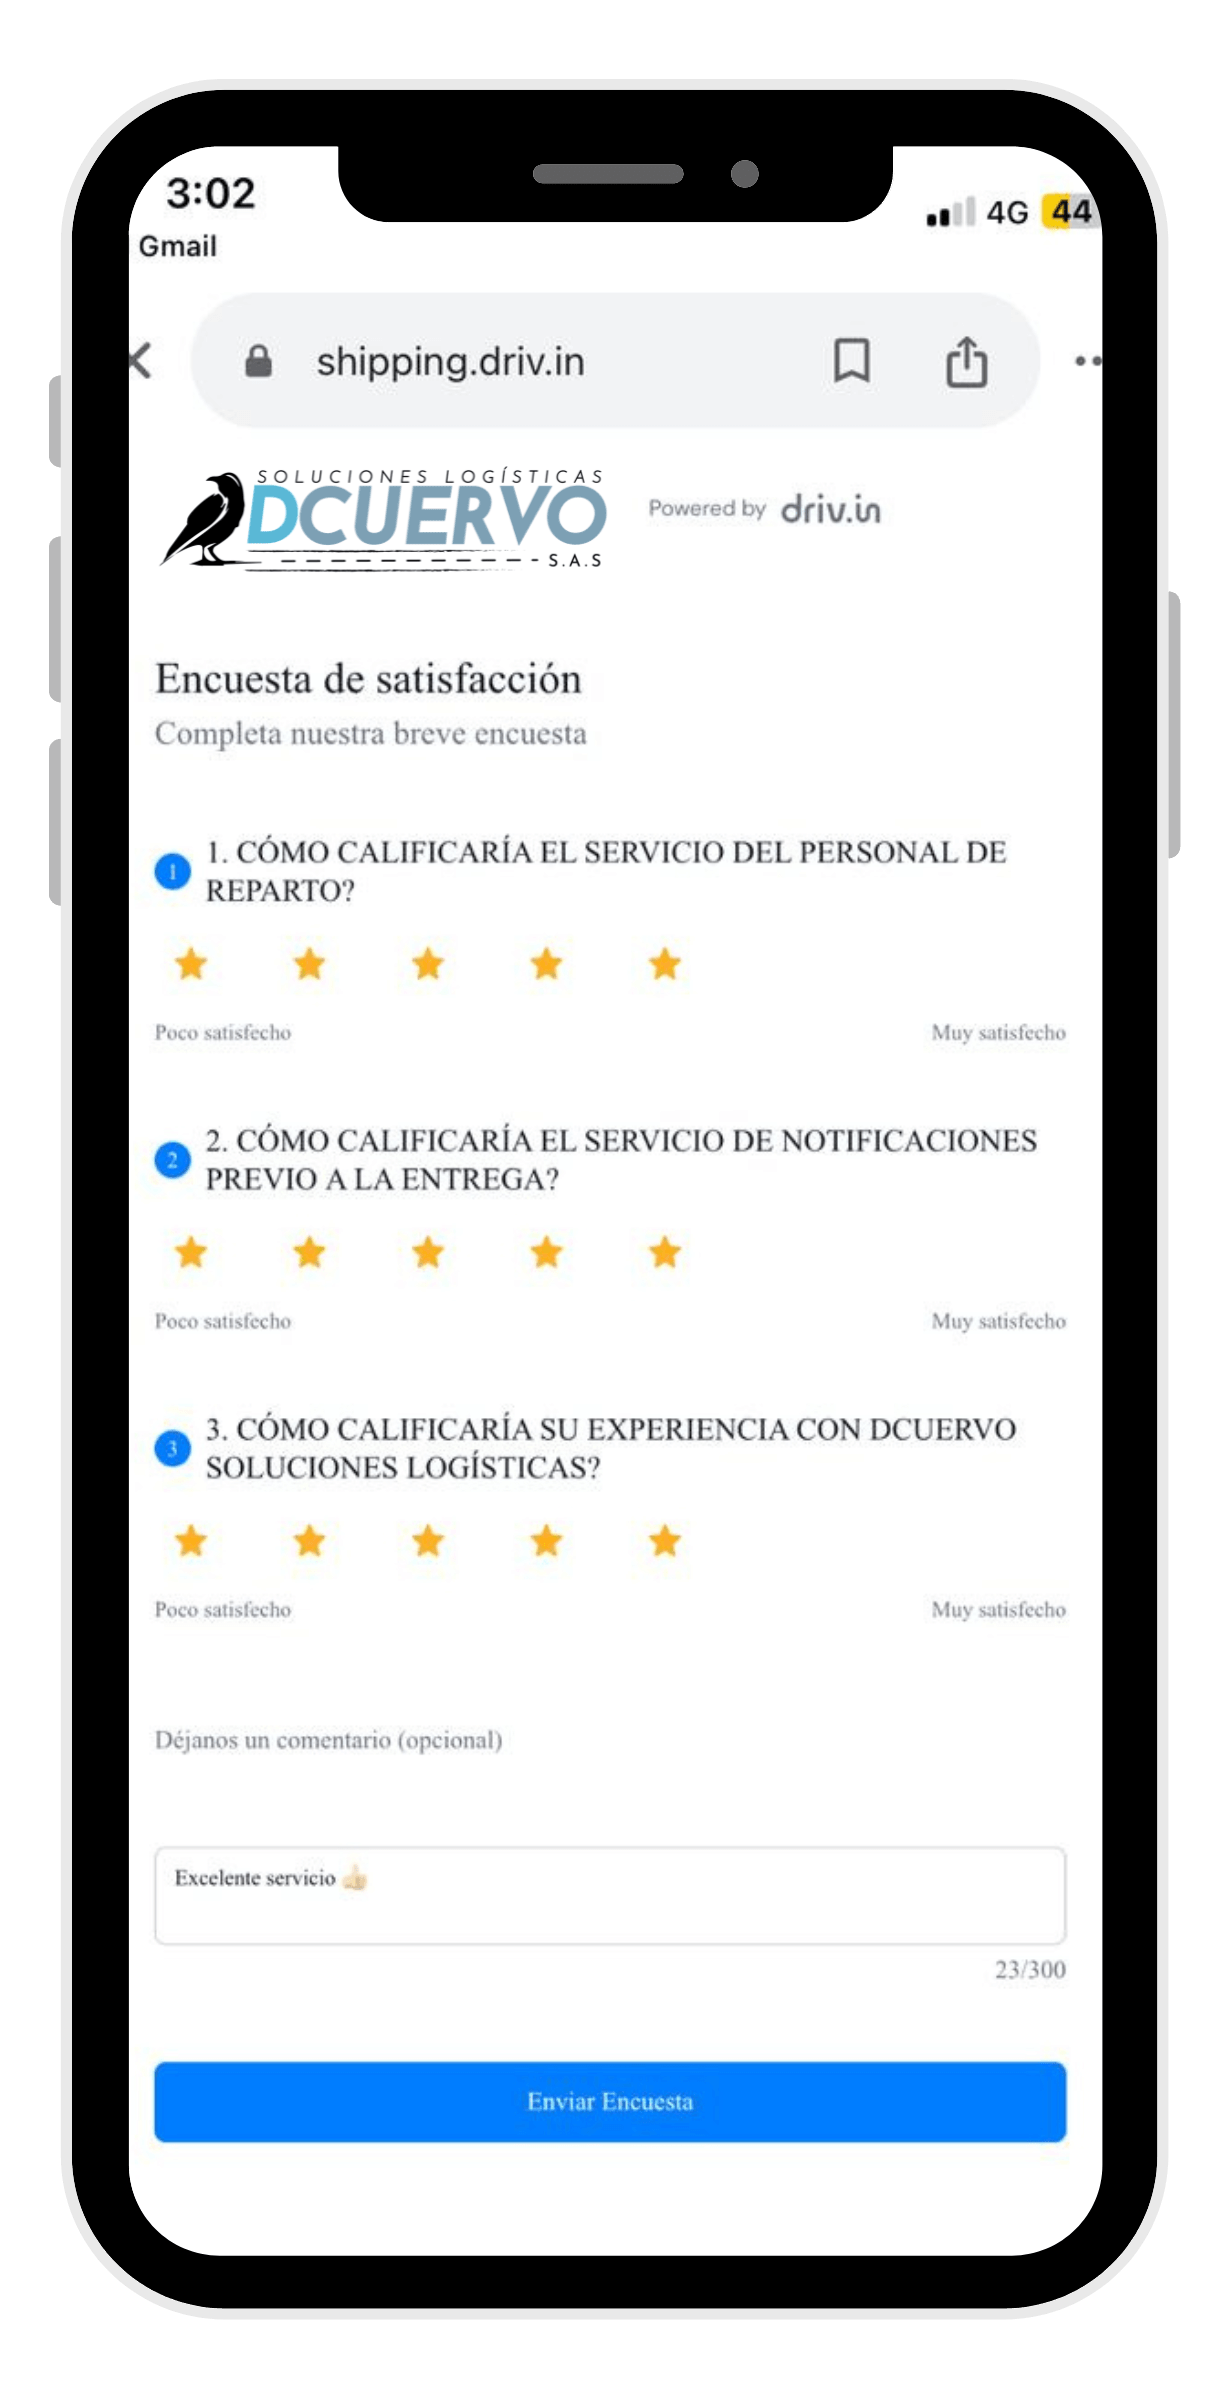 3:02
4G 44
Gmail
shipping.driv.in
SOLUCIONES LOGÍSTICAS
DCUERVO
S.A.S
Powered by driv.in
Encuesta de satisfacción
Completa nuestra breve encuesta
1 1. CÓMO CALIFICARÍA EL SERVICIO DEL PERSONAL DE
REPARTO?
Poco satisfecho Muy satisfecho
2 2. CÓMO CALIFICARÍA EL SERVICIO DE NOTIFICACIONES
PREVIO A LA ENTREGA?
Poco satisfecho Muy satisfecho
3 3. CÓMO CALIFICARÍA SU EXPERIENCIA CON DCUERVO
SOLUCIONES LOGÍSTICAS?
Poco satisfecho Muy satisfecho
Déjanos un comentario (opcional)
Excelente servicio 👍🏻
23/300
Enviar Encuesta